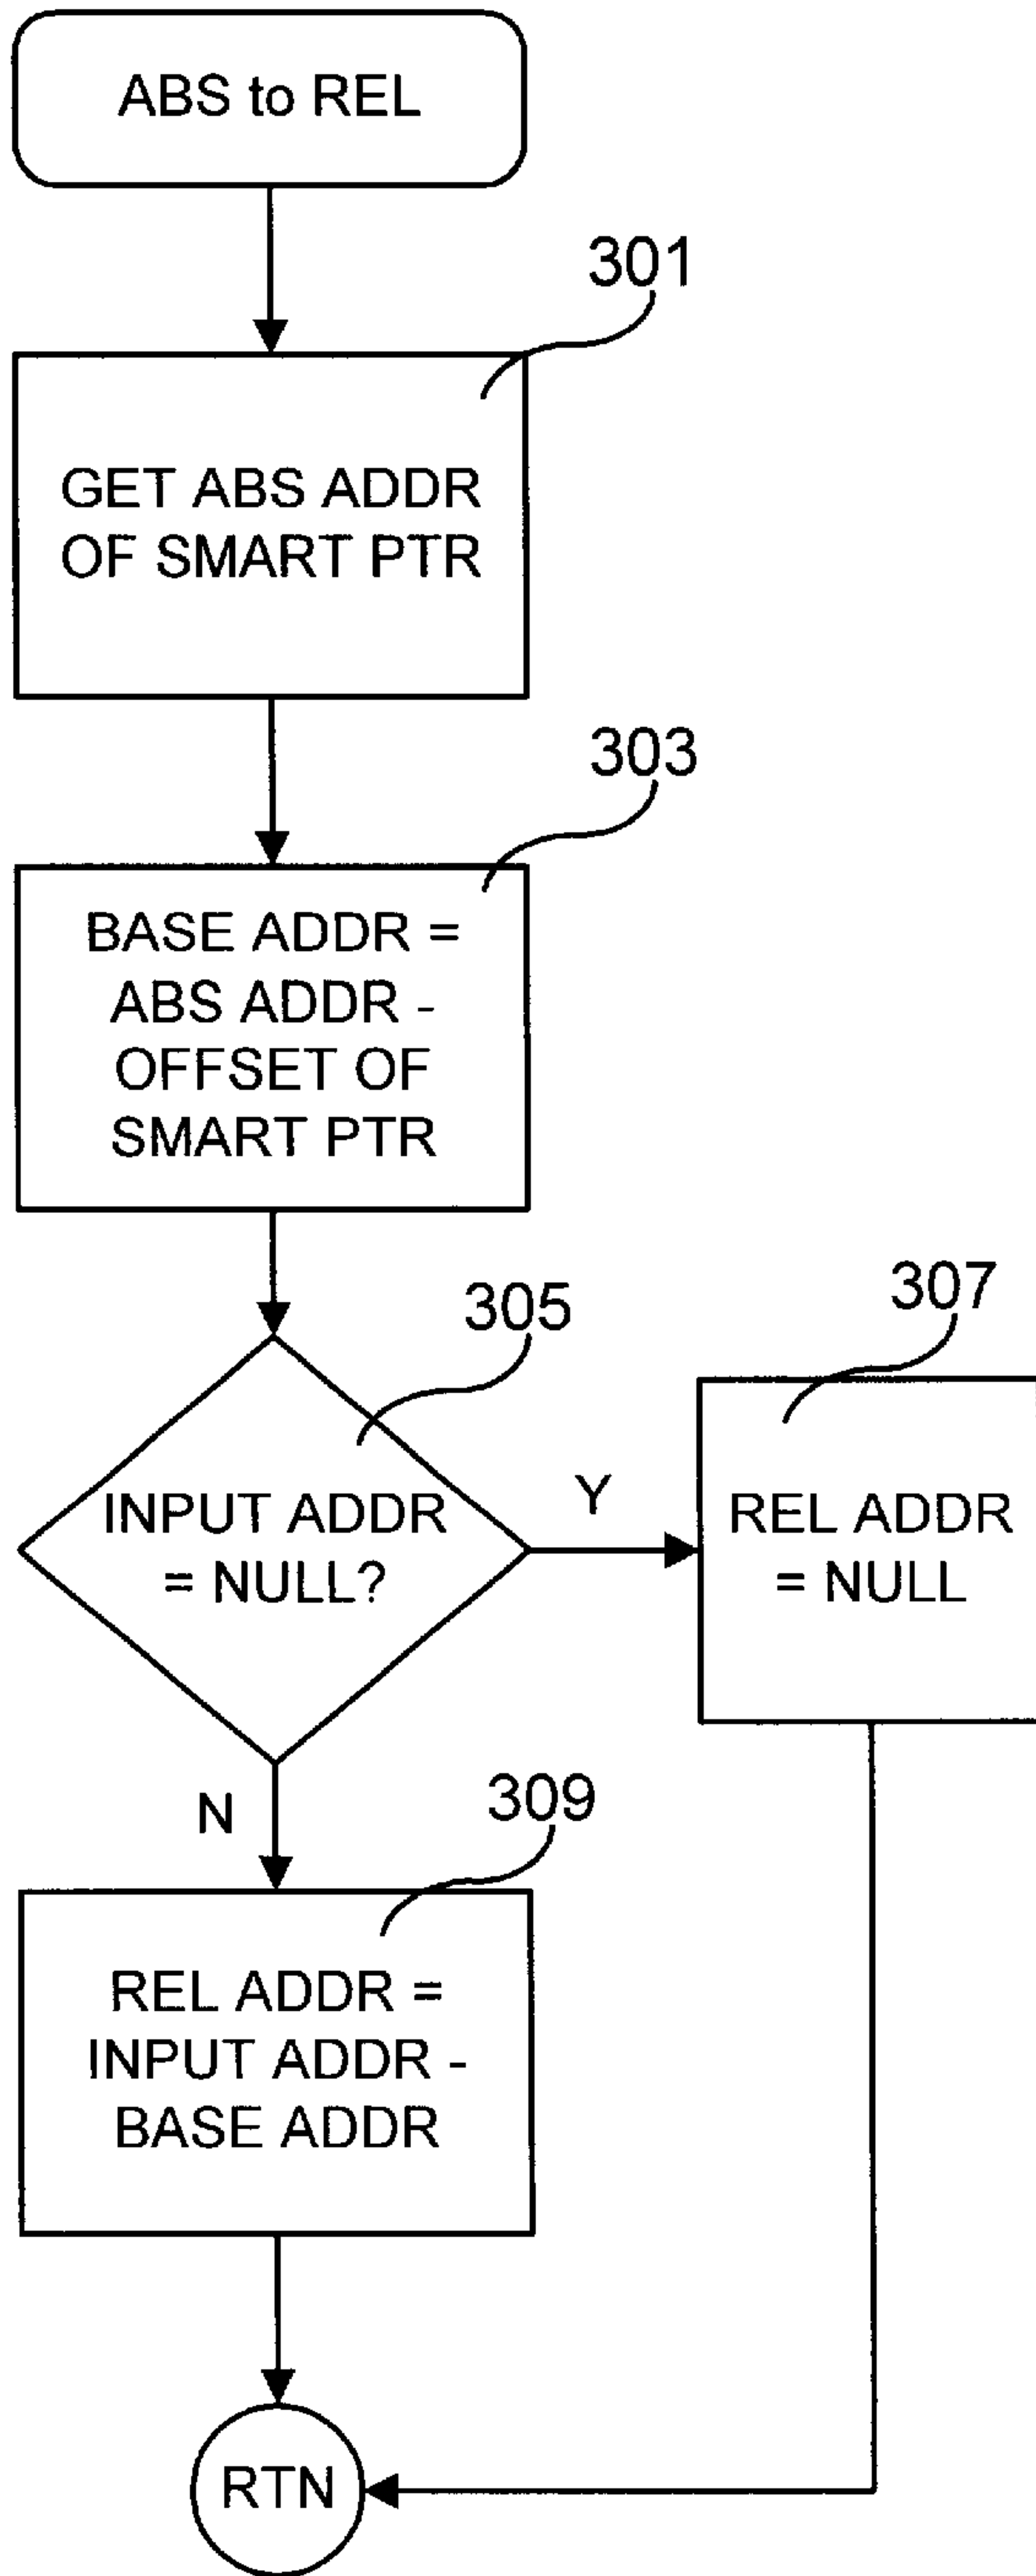 ABS to REL
301
GET ABS ADDR
OF SMART PTR
303
BASE ADDR =
ABS ADDR -
OFFSET OF
SMART PTR
305
INPUT ADDR
= NULL?
Y
307
REL ADDR
= NULL
N
309
REL ADDR =
INPUT ADDR -
BASE ADDR
RTN